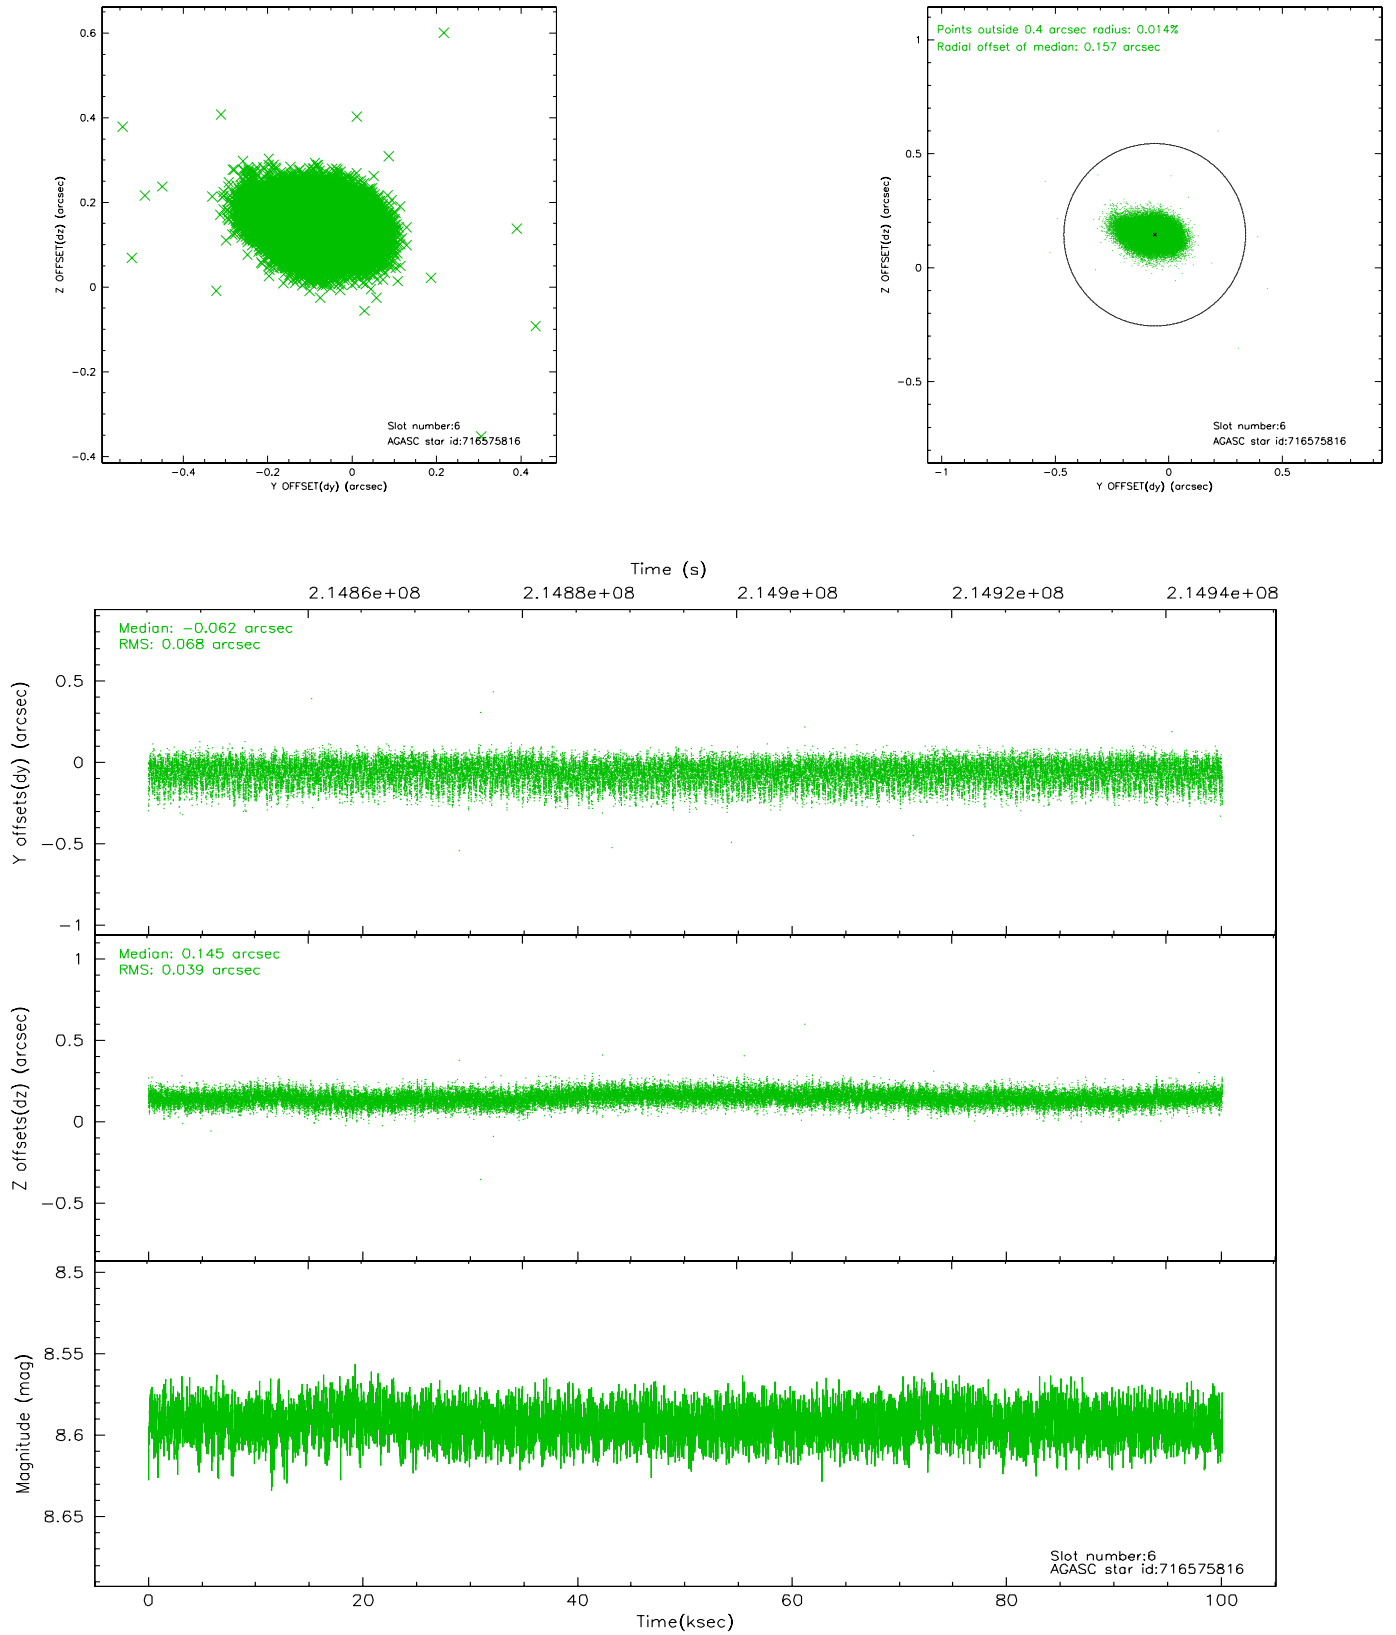 0.6
0.4
0.2
0
−0.2
−0.4
Z OFFSET(dz) (arcsec)
Slot number:6
AGASC star id:716575816
−0.4 −0.2 0 0.2 0.4
Y OFFSET(dy) (arcsec)
Points outside 0.4 arcsec radius: 0.014%
Radial offset of median: 0.157 arcsec
1
0.5
0
−0.5
Z OFFSET(dz) (arcsec)
Slot number:6
AGASC star id:716575816
−1 −0.5 0 0.5
Y OFFSET(dy) (arcsec)
Time (s)
2.1486e+08 2.1488e+08 2.149e+08 2.1492e+08 2.1494e+08
Median: −0.062 arcsec
RMS: 0.068 arcsec
0.5
0
−0.5
−1
Y offsets(dy) (arcsec)
Median: 0.145 arcsec
RMS: 0.039 arcsec
1
0.5
0
−0.5
Z offsets(dz) (arcsec)
8.5
8.55
8.6
8.65
Magnitude (mag)
Slot number:6
AGASC star id:716575816
0 20 40 60 80 100
Time(ksec)